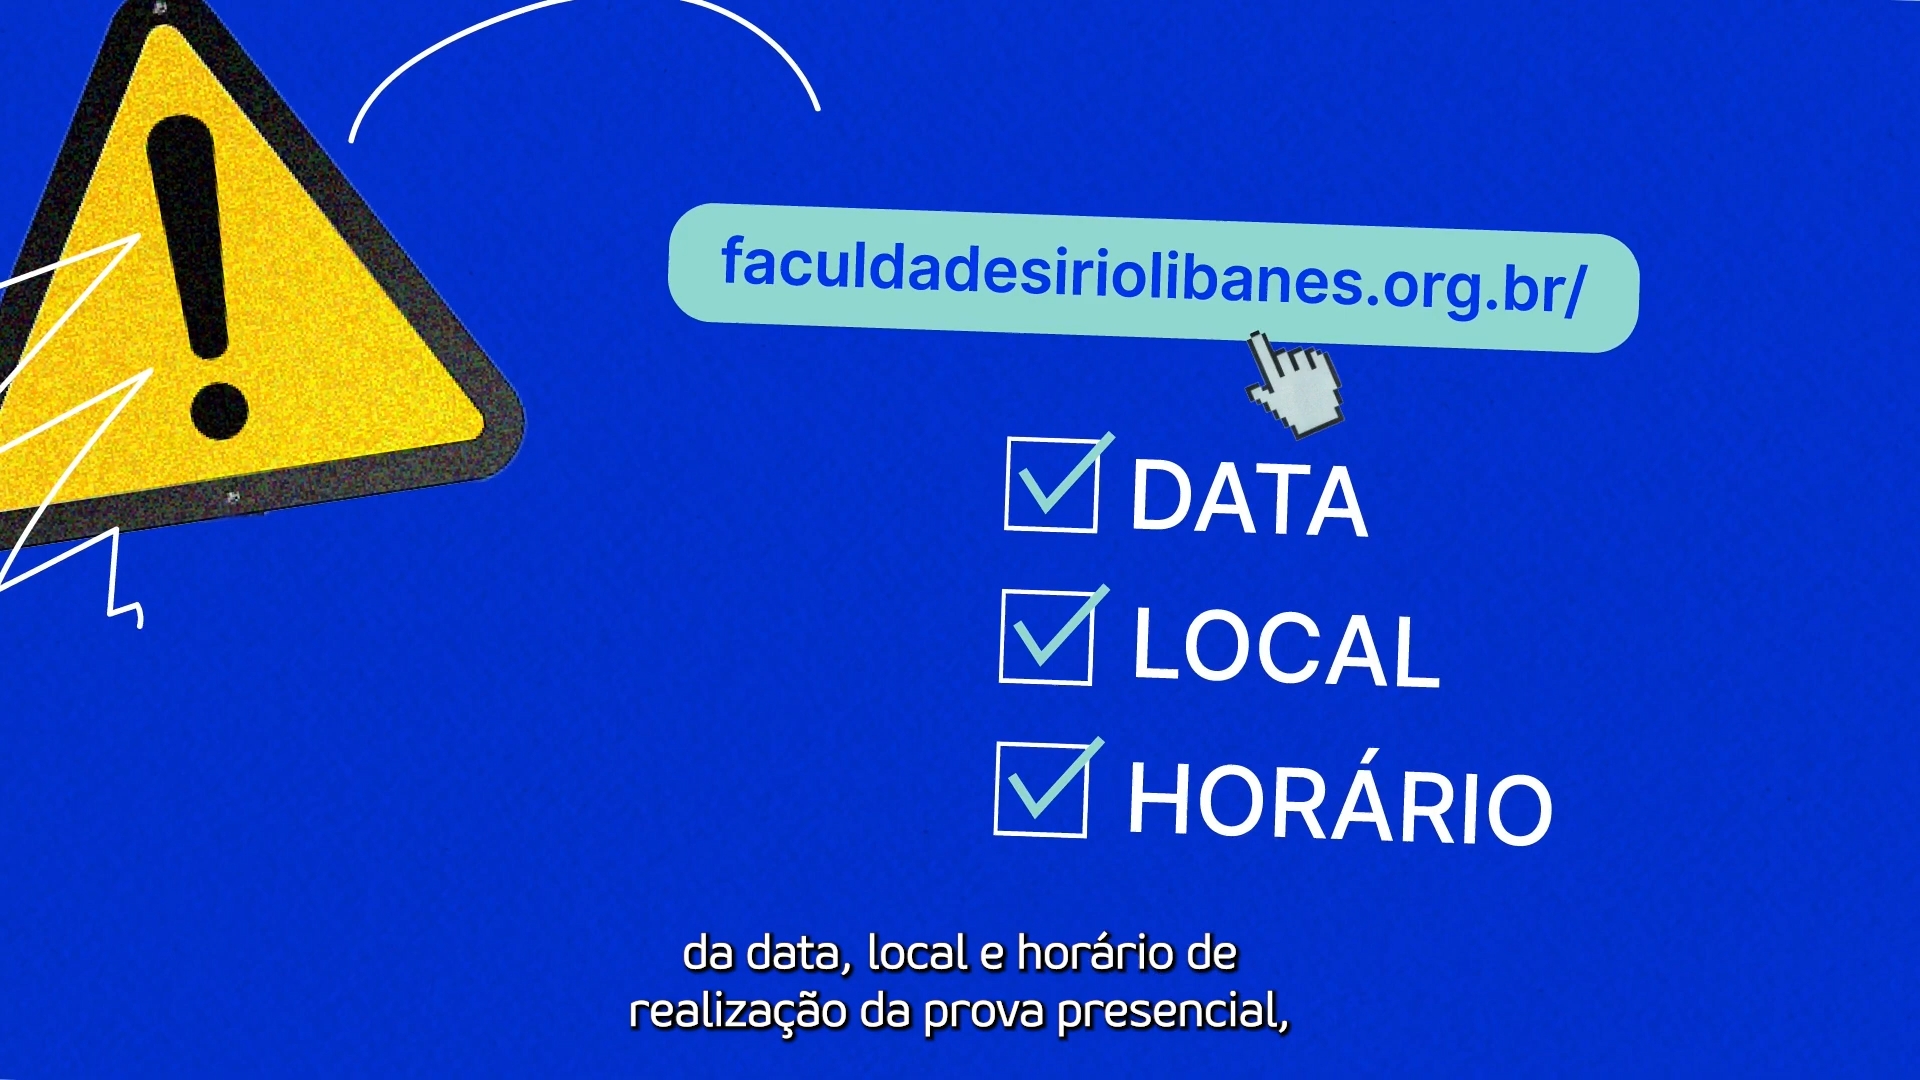 faculdadesiriolibanes.org.br/
DATA
LOCAL
HORÁRIO
da data, local e horário de
realização da prova presencial,